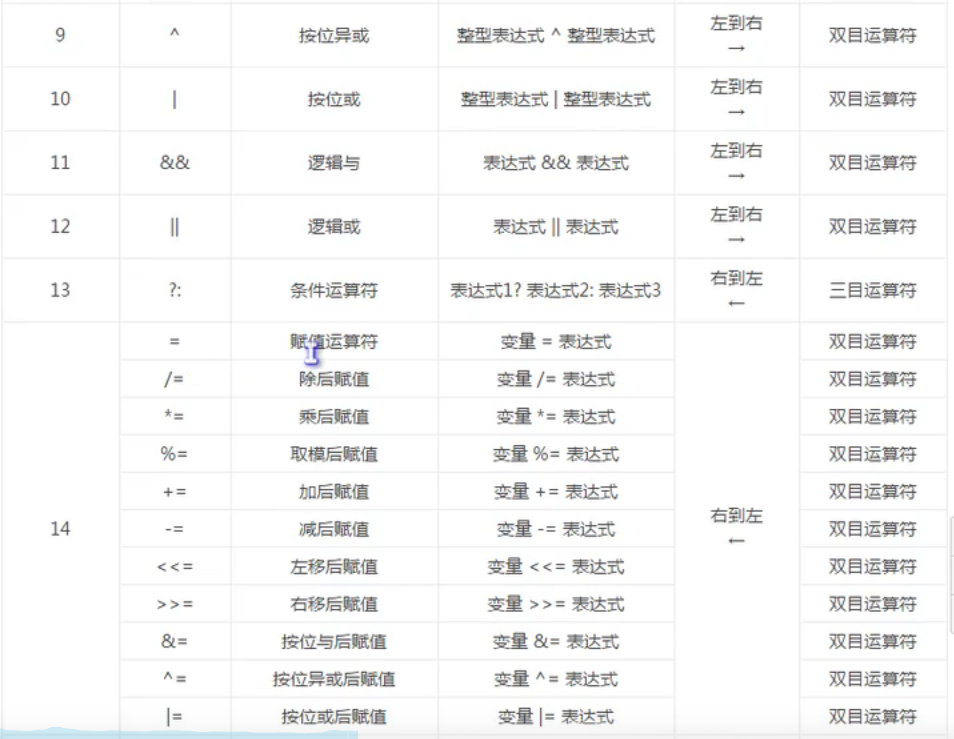 9 ^ 按位异或 整型表达式 ^ 整型表达式 左到右 → 双目运算符
10 | 按位或 整型表达式 | 整型表达式 左到右 → 双目运算符
11 && 逻辑与 表达式 && 表达式 左到右 → 双目运算符
12 || 逻辑或 表达式 || 表达式 左到右 → 双目运算符
13 ?: 条件运算符 表达式1? 表达式2: 表达式3 右到左 ← 三目运算符
= 赋值运算符 变量 = 表达式 双目运算符
/= 除后赋值 变量 /= 表达式 双目运算符
*= 乘后赋值 变量 *= 表达式 双目运算符
%= 取模后赋值 变量 %= 表达式 双目运算符
+= 加后赋值 变量 += 表达式 双目运算符
14 -= 减后赋值 变量 -= 表达式 右到左 ← 双目运算符
<<= 左移后赋值 变量 <<= 表达式 双目运算符
>>= 右移后赋值 变量 >>= 表达式 双目运算符
&= 按位与后赋值 变量 &= 表达式 双目运算符
^= 按位异或后赋值 变量 ^= 表达式 双目运算符
|= 按位或后赋值 变量 |= 表达式 双目运算符